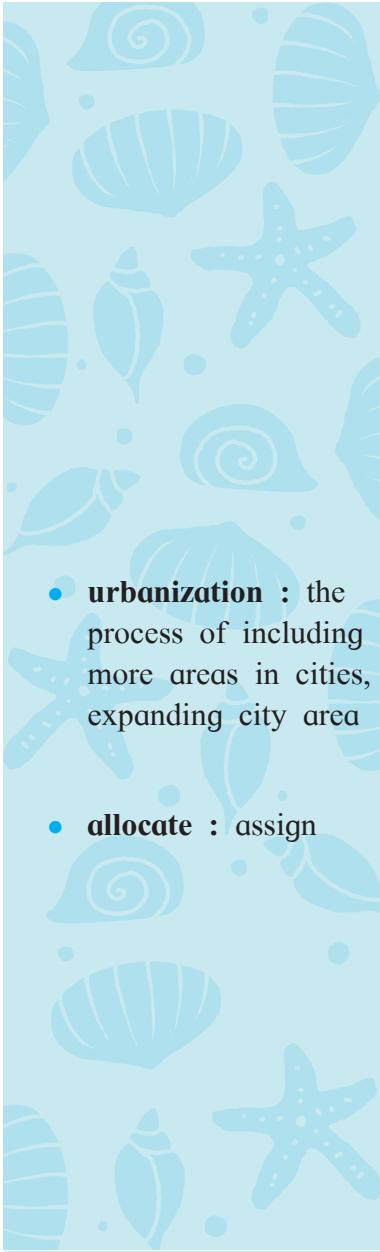 • urbanization : the
process of including
more areas in cities,
expanding city area
• allocate : assign